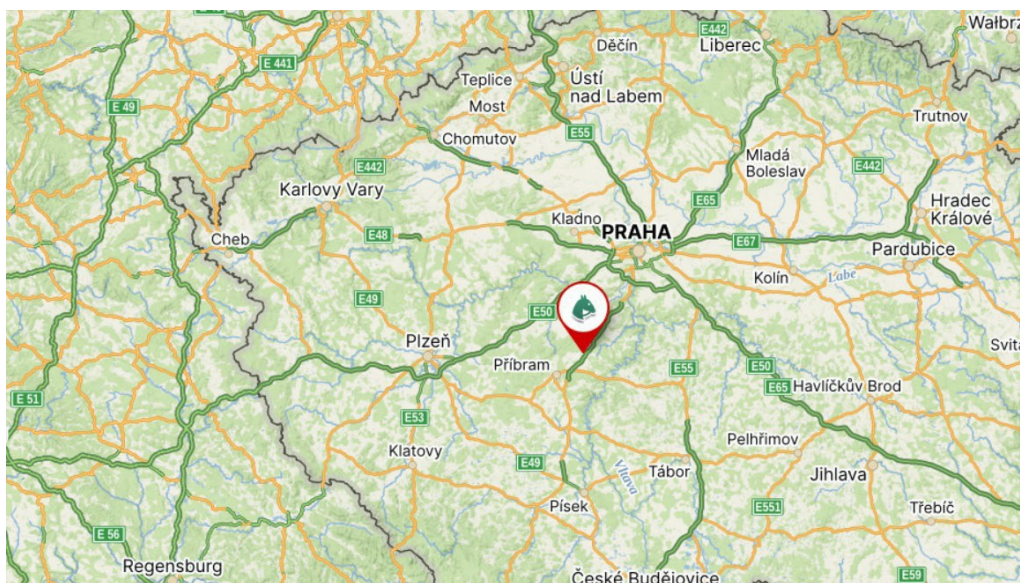 E442
Wałbrz
Děčín
Liberec
E 441
Teplice
Ústí
nad Labem
E 49
Most
Trutnov
Chomutov
E55
Mladá
Boleslav
E442
E442
Karlovy Vary
E65
Hradec
Králové
Kladno
PRAHA
Cheb
E48
E67
Pardubice
Kolín
Labe
E49
E50
Plzeň
Svita
Příbram
E55
E50
E65
Havlíčkův Brod
E 51
E53
Pelhřimov
Klatovy
E49
Vltava
Tábor
Jihlava
Písek
E551
Třebíč
E 56
Regensburg
České Budějovice
E59